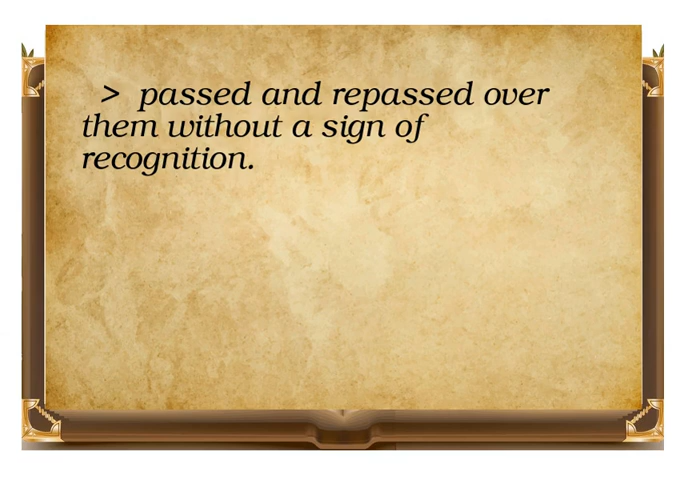 > passed and repassed over
them without a sign of
recognition.